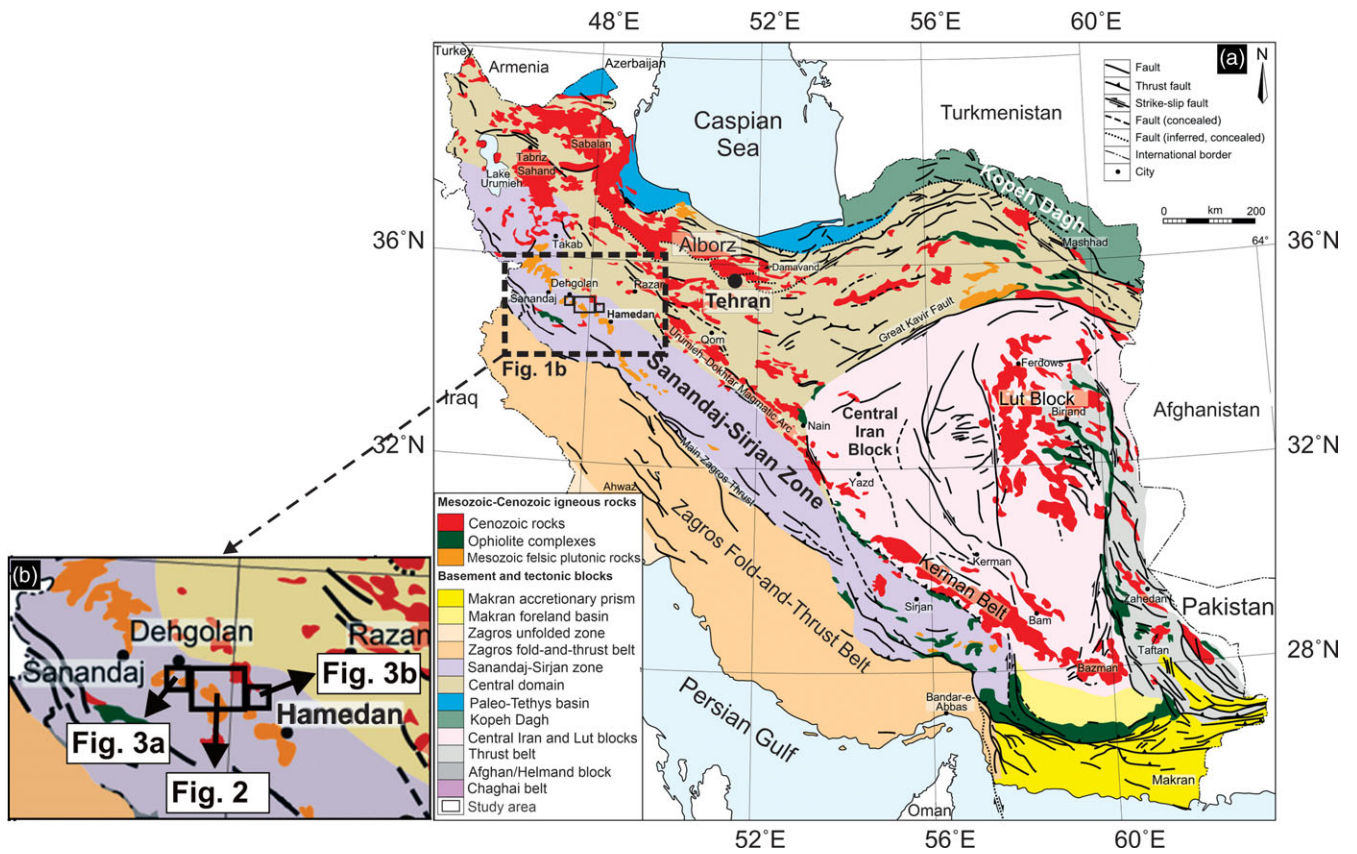 48°E
52°E
56°E
60°E
(a)
N
Turkey
Armenia
Azerbaijan
Caspian
Sea
Turkmenistan
Fault
Thrust fault
Strike-slip fault
Fault (concealed)
Fault (inferred, concealed)
International border
City
0 km 200
64°
36°N
36°N
Tabriz
Sahand
Sabalan
Lake
Urumieh
Takab
Alborz
Damavand
Kopeh Dagh
Mashhad
Dehgolan
Sanandaj
Razan
Hamedan
Tehran
Qom
Great Kavir Fault
Fig. 1b
Urumieh-Dokhtar Magmatic Arc
Sanandaj-Sirjan Zone
Iraq
Ferdows
Lut Block
Birjand
Afghanistan
Central
Iran
Block
Nain
32°N
32°N
Main Zagros Thrust
Yazd
Ahwaz
Zagros Fold-and-Thrust Belt
Kerman
Kerman Belt
Sirjan
Bam
Zahedan
Pakistan
Taftan
Bazman
28°N
Bandar-e-
Abbas
Persian Gulf
Makran
Oman
52°E
56°E
60°E
Mesozoic-Cenozoic igneous rocks
Cenozoic rocks
Ophiolite complexes
Mesozoic felsic plutonic rocks
Basement and tectonic blocks
Makran accretionary prism
Makran foreland basin
Zagros unfolded zone
Zagros fold-and-thrust belt
Sanandaj-Sirjan zone
Central domain
Paleo-Tethys basin
Kopeh Dagh
Central Iran and Lut blocks
Thrust belt
Afghan/Helmand block
Chaghai belt
Study area
(b)
Dehgolan
Razan
Sanandaj
Fig. 3b
Hamedan
Fig. 3a
Fig. 2